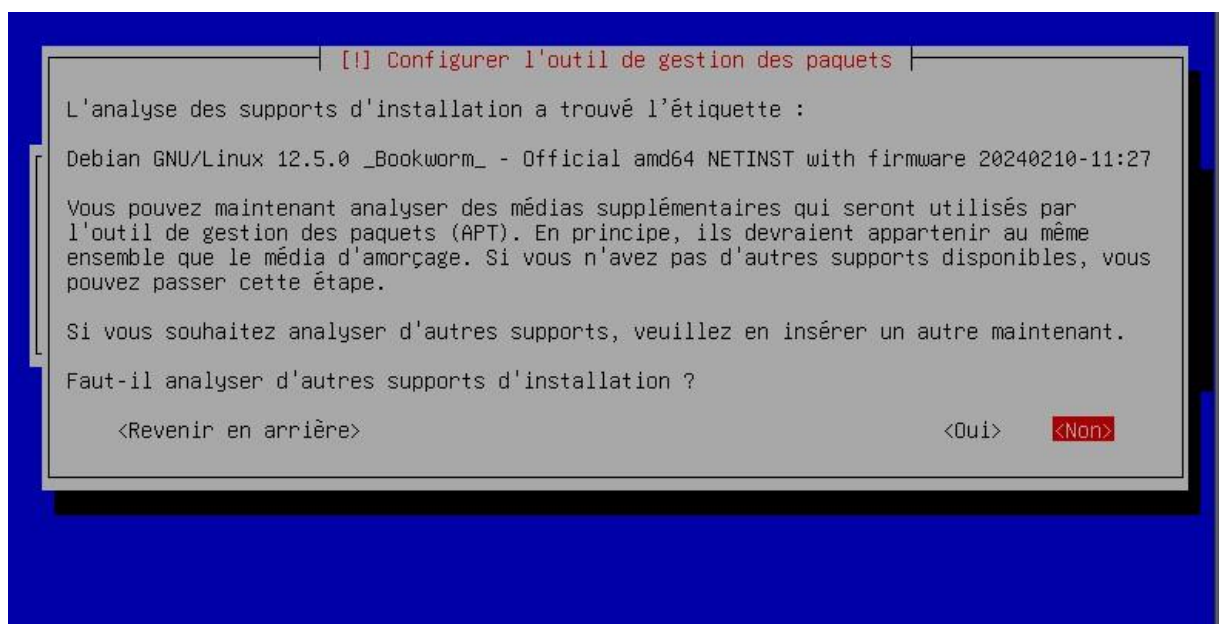 [!] Configurer l'outil de gestion des paquets
L'analyse des supports d'installation a trouvé l’étiquette :
Debian GNU/Linux 12.5.0 _Bookworm_ - Official amd64 NETINST with firmware 20240210-11:27
Vous pouvez maintenant analyser des médias supplémentaires qui seront utilisés par
l'outil de gestion des paquets (APT). En principe, ils devraient appartenir au même
ensemble que le média d'amorçage. Si vous n'avez pas d'autres supports disponibles, vous
pouvez passer cette étape.
Si vous souhaitez analyser d'autres supports, veuillez en insérer un autre maintenant.
Faut-il analyser d'autres supports d'installation ?
<Revenir en arrière> <Oui> <Non>